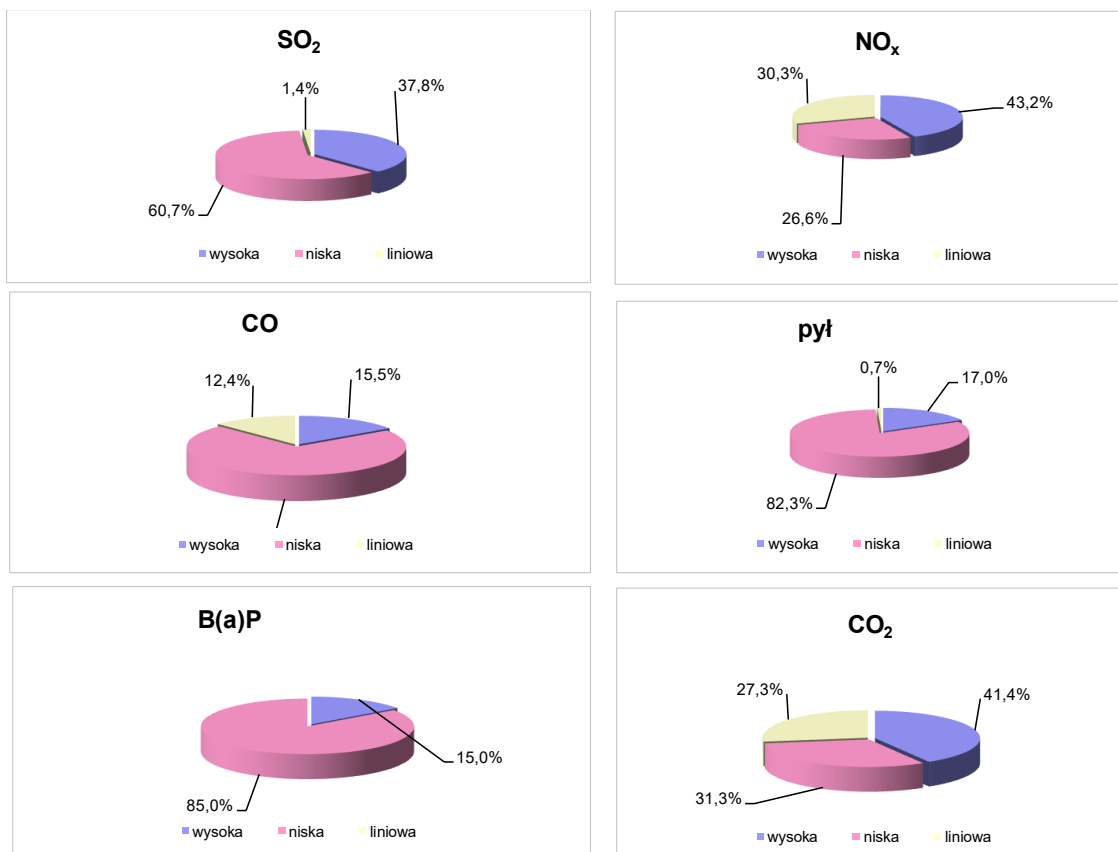 SO₂
1,4%
37,8%
60,7%
wysoka niska liniowa
NOₓ
30,3%
43,2%
26,6%
wysoka niska liniowa
CO
12,4%
15,5%
wysoka niska liniowa
pył
0,7%
17,0%
82,3%
wysoka niska liniowa
B(a)P
15,0%
85,0%
wysoka niska liniowa
CO₂
27,3%
41,4%
31,3%
wysoka niska liniowa